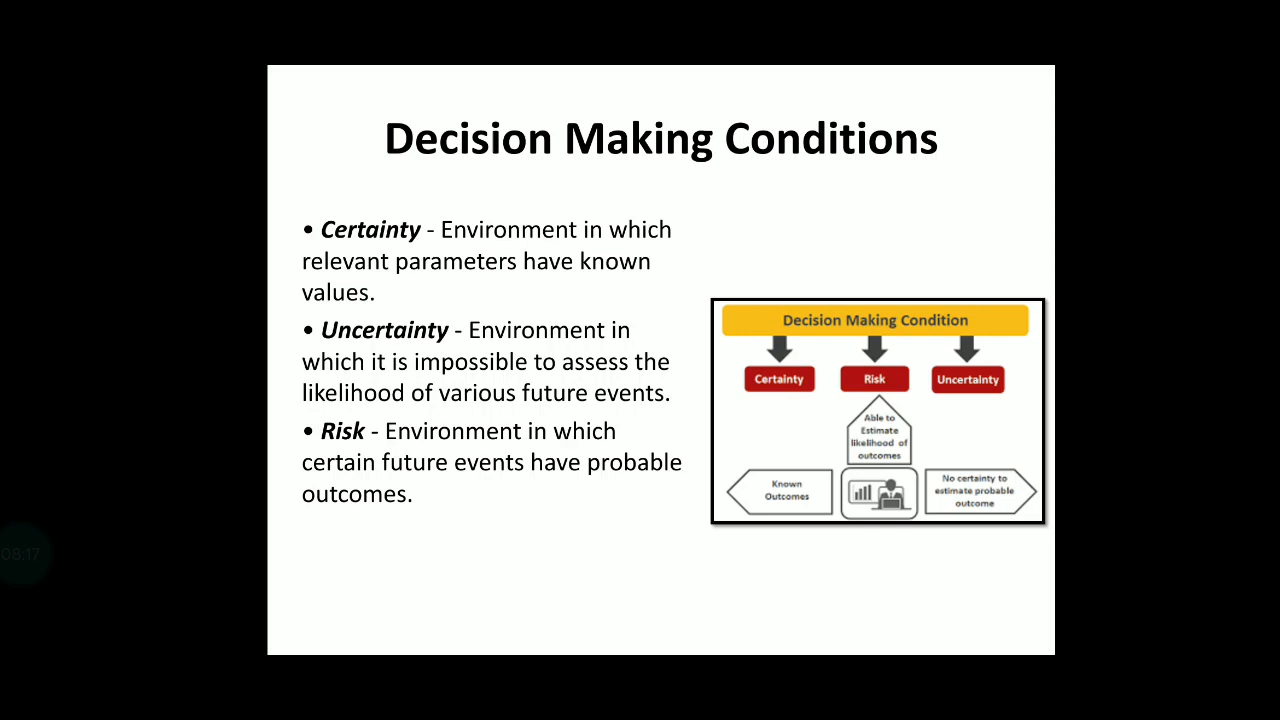 Decision Making Conditions
• Certainty - Environment in which
relevant parameters have known
values.
• Uncertainty - Environment in
which it is impossible to assess the
likelihood of various future events.
• Risk - Environment in which
certain future events have probable
outcomes.
Decision Making Condition
Certainty
Risk
Uncertainty
Able to
Estimate
likelihood of
outcomes
Known
Outcomes
No certainty to
estimate probable
outcome
08:17